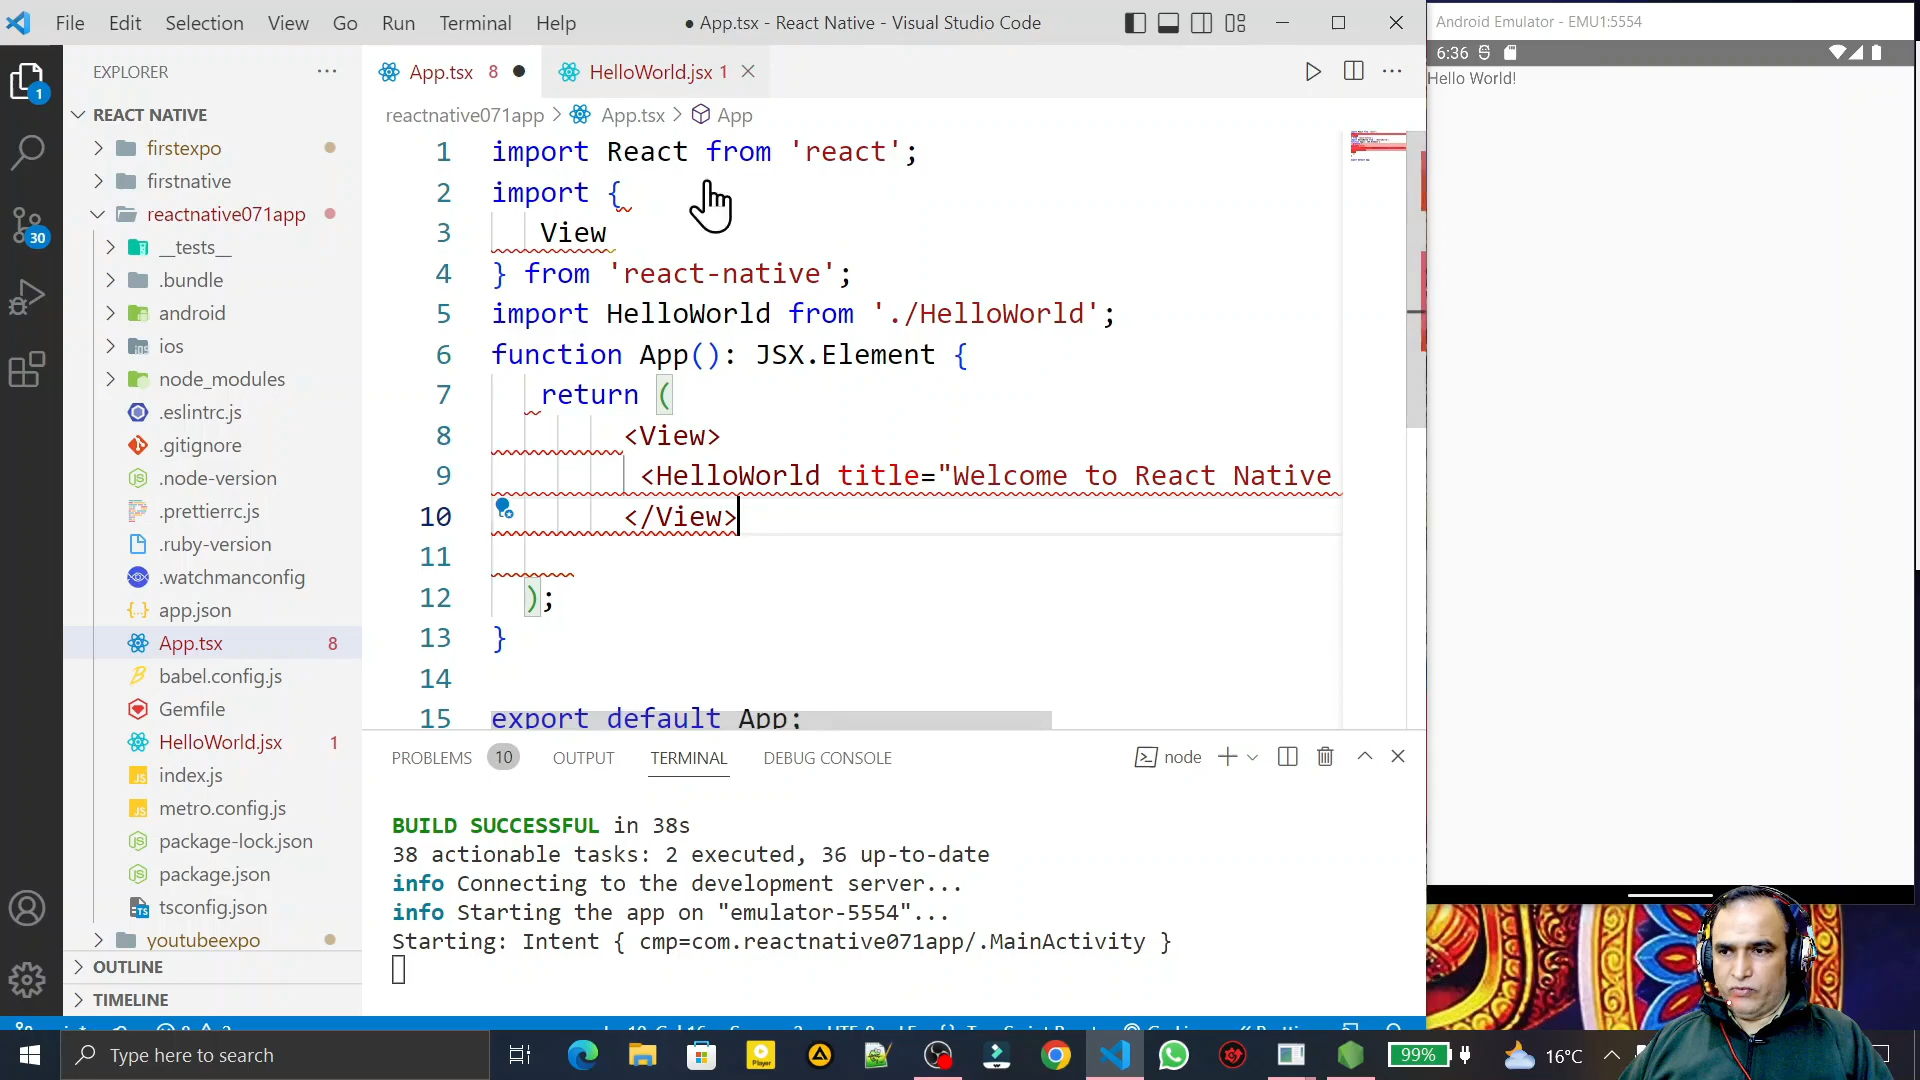 File Edit Selection View Go Run Terminal Help
● App.tsx - React Native - Visual Studio Code
Android Emulator - EMU1:5554
6:36
Hello World!
EXPLORER
App.tsx 8
HelloWorld.jsx 1
REACT NATIVE
firstexpo
firstnative
reactnative071app
__tests__
.bundle
android
ios
node_modules
.eslintrc.js
.gitignore
.node-version
.prettierrc.js
.ruby-version
.watchmanconfig
app.json
App.tsx 8
babel.config.js
Gemfile
HelloWorld.jsx 1
index.js
metro.config.js
package-lock.json
package.json
tsconfig.json
youtubeexpo
OUTLINE
TIMELINE
1
30
reactnative071app > App.tsx > App
1 import React from 'react';
2 import {
3 View
4 } from 'react-native';
5 import HelloWorld from './HelloWorld';
6 function App(): JSX.Element {
7 return (
8 <View>
9 <HelloWorld title="Welcome to React Native
10 </View>
11
12 );
13 }
14
15 export default App;
PROBLEMS 10 OUTPUT TERMINAL DEBUG CONSOLE
node
BUILD SUCCESSFUL in 38s
38 actionable tasks: 2 executed, 36 up-to-date
info Connecting to the development server...
info Starting the app on "emulator-5554"...
Starting: Intent { cmp=com.reactnative071app/.MainActivity }
Type here to search
Player
99%
16°C